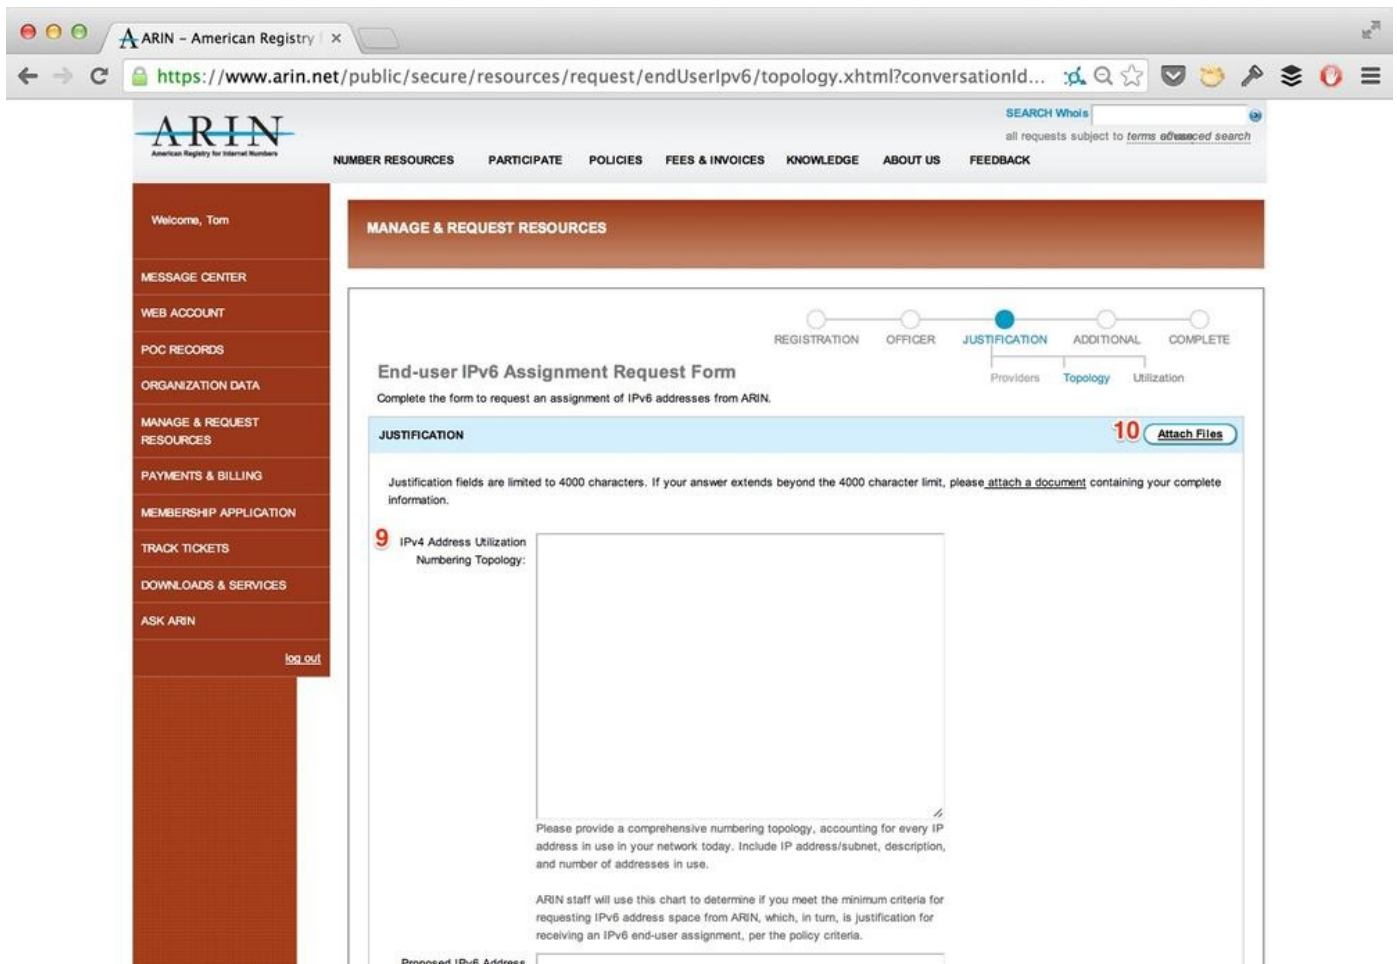 ARIN – American Registry
https://www.arin.net/public/secure/resources/request/endUserIpv6/topology.xhtml?conversationId...
SEARCH Whois
ARIN
American Registry for Internet Numbers
all requests subject to terms
search
NUMBER RESOURCES PARTICIPATE POLICIES FEES & INVOICES KNOWLEDGE ABOUT US FEEDBACK
Welcome, Tom
MESSAGE CENTER
WEB ACCOUNT
POC RECORDS
ORGANIZATION DATA
MANAGE & REQUEST
RESOURCES
PAYMENTS & BILLING
MEMBERSHIP APPLICATION
TRACK TICKETS
DOWNLOADS & SERVICES
ASK ARIN
log out
MANAGE & REQUEST RESOURCES
REGISTRATION OFFICER JUSTIFICATION ADDITIONAL COMPLETE
Providers Topology Utilization
End-user IPv6 Assignment Request Form
Complete the form to request an assignment of IPv6 addresses from ARIN.
JUSTIFICATION
10 Attach Files
Justification fields are limited to 4000 characters. If your answer extends beyond the 4000 character limit, please attach a document containing your complete
information.
9 IPv4 Address Utilization
Numbering Topology:
Please provide a comprehensive numbering topology, accounting for every IP
address in use in your network today. Include IP address/subnet, description,
and number of addresses in use.
ARIN staff will use this chart to determine if you meet the minimum criteria for
requesting IPv6 address space from ARIN, which, in turn, is justification for
receiving an IPv6 end-user assignment, per the policy criteria.
Proposed IPv6 Address